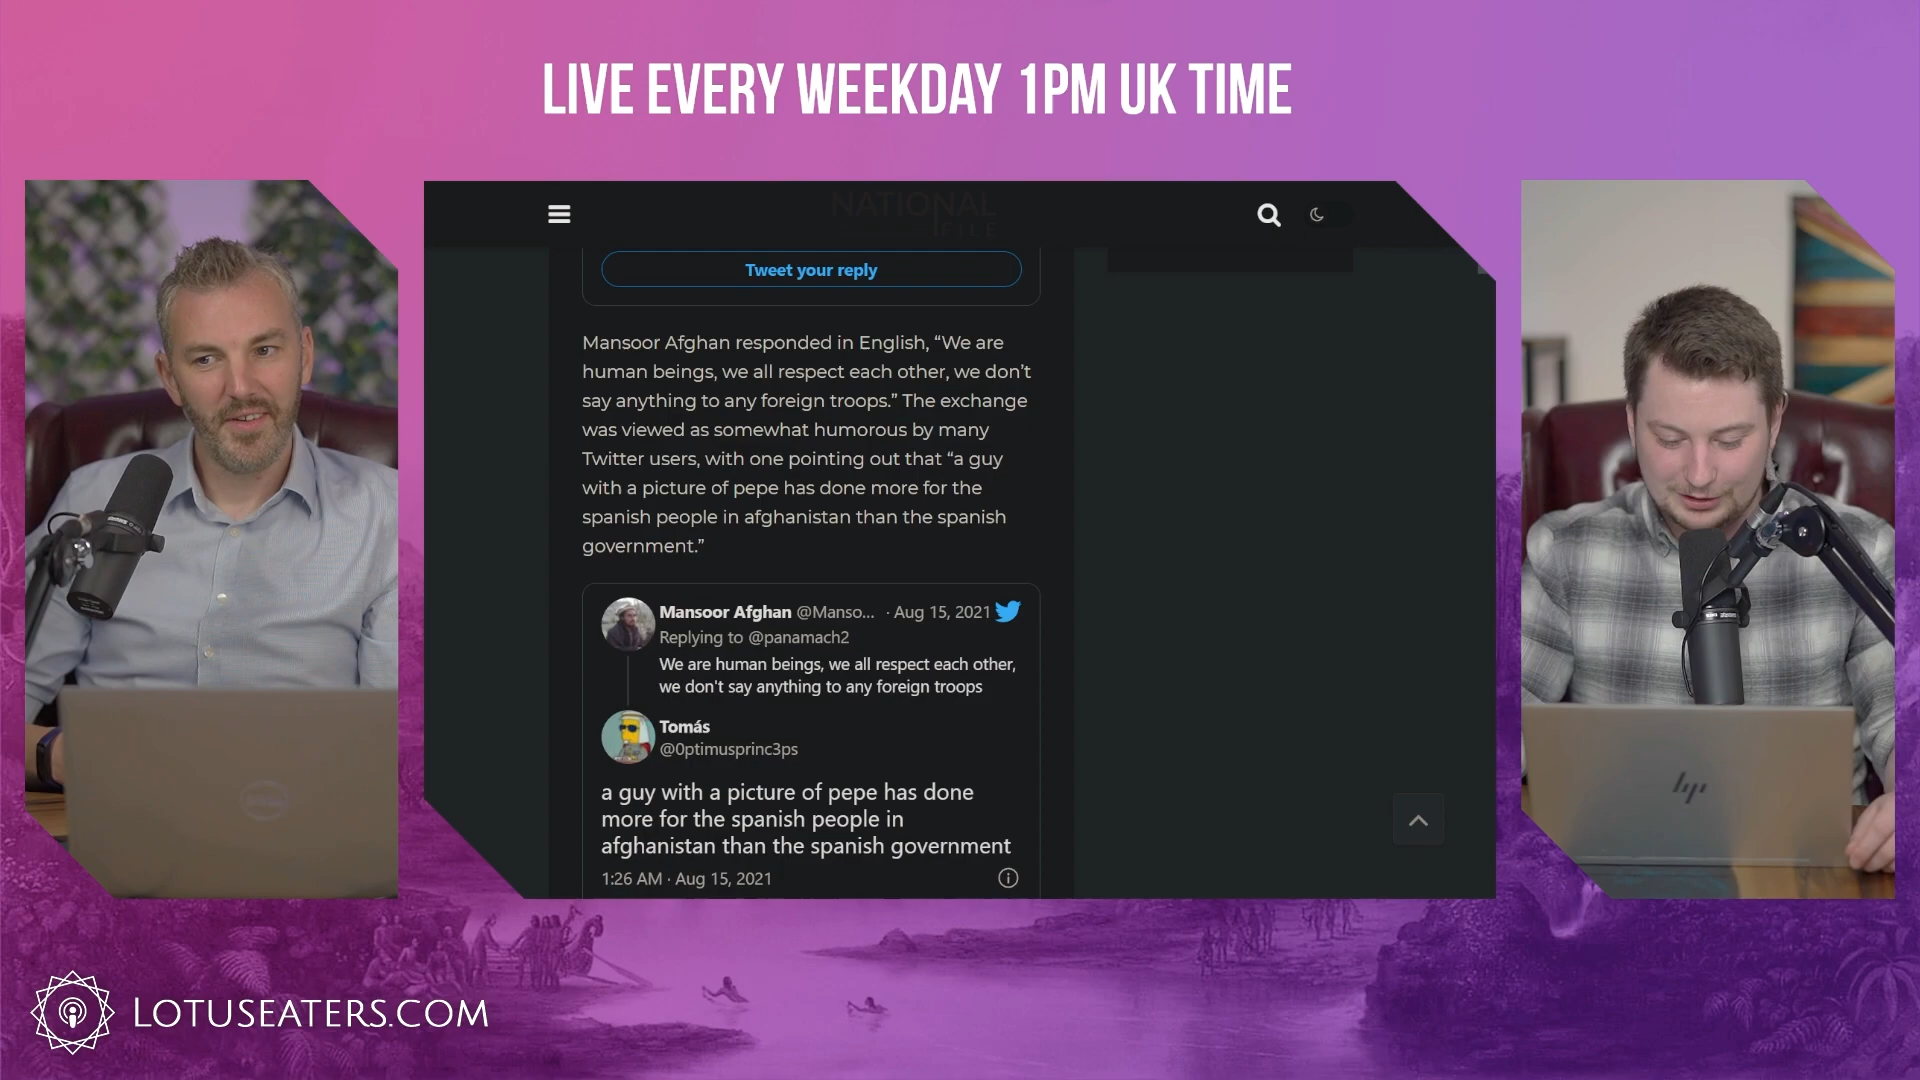 LIVE EVERY WEEKDAY 1PM UK TIME
NATIONAL
FILE
Tweet your reply
Mansoor Afghan responded in English, “We are
human beings, we all respect each other, we don’t
say anything to any foreign troops.” The exchange
was viewed as somewhat humorous by many
Twitter users, with one pointing out that “a guy
with a picture of pepe has done more for the
spanish people in afghanistan than the spanish
government.”
Mansoor Afghan @Manso... · Aug 15, 2021
Replying to @panamach2
We are human beings, we all respect each other,
we don't say anything to any foreign troops
Tomás
@0ptimusprinc3ps
a guy with a picture of pepe has done
more for the spanish people in
afghanistan than the spanish government
1:26 AM · Aug 15, 2021
DELL
hp
LOTUSEATERS.COM